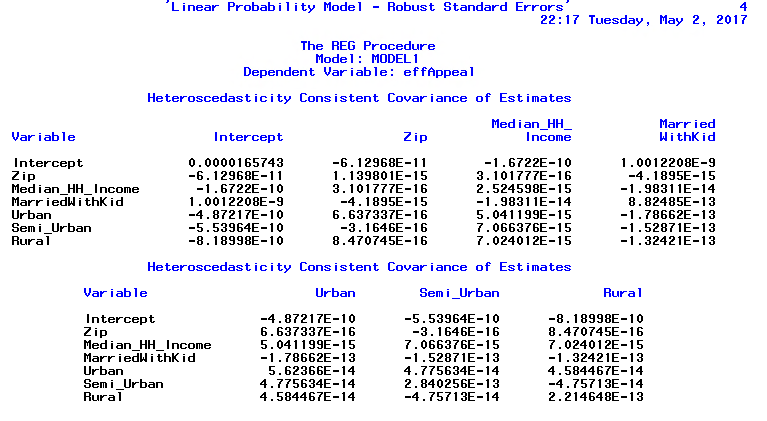 'Linear Probability Model - Robust Standard Errors' 4
22:17 Tuesday, May 2, 2017
The REG Procedure
Model: MODEL1
Dependent Variable: effAppeal
Heteroscedasticity Consistent Covariance of Estimates
Median_HH_ Married
Variable Intercept Zip Income WithKid
Intercept 0.0000165743 -6.12968E-11 -1.6722E-10 1.0012208E-9
Zip -6.12968E-11 1.139801E-15 3.101777E-16 -4.1895E-15
Median_HH_Income -1.6722E-10 3.101777E-16 2.524598E-15 -1.98311E-14
MarriedWithKid 1.0012208E-9 -4.1895E-15 -1.98311E-14 8.82485E-13
Urban -4.87217E-10 6.637337E-16 5.041199E-15 -1.78662E-13
Semi_Urban -5.53964E-10 -3.1646E-16 7.066376E-15 -1.52871E-13
Rural -8.18998E-10 8.470745E-16 7.024012E-15 -1.32421E-13
Heteroscedasticity Consistent Covariance of Estimates
Variable Urban Semi_Urban Rural
Intercept -4.87217E-10 -5.53964E-10 -8.18998E-10
Zip 6.637337E-16 -3.1646E-16 8.470745E-16
Median_HH_Income 5.041199E-15 7.066376E-15 7.024012E-15
MarriedWithKid -1.78662E-13 -1.52871E-13 -1.32421E-13
Urban 5.62366E-14 4.775634E-14 4.584467E-14
Semi_Urban 4.775634E-14 2.840256E-13 -4.75713E-14
Rural 4.584467E-14 -4.75713E-14 2.214648E-13